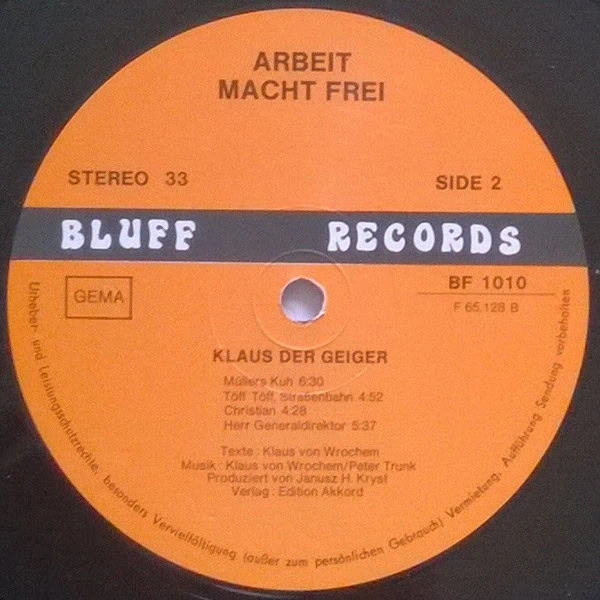 ARBEIT
MACHT FREI
STEREO 33
SIDE 2
BLUFF RECORDS
GEMA
BF 1010
F 65.128 B
KLAUS DER GEIGER
Müllers Kuh 6:30
Töff Töff, Straßenbahn 4:52
Christian 4:28
Herr Generaldirektor 5:37
Texte: Klaus von Wrochem
Musik: Klaus von Wrochem/Peter Trunk
Produziert von Janusz H. Kryst
Verlag: Edition Akkord
Urheber- und Leistungsschutzrechte, besonders Vervielfältigung (außer zum persönlichen Gebrauch) Vermietung, Aufführung Sendung vorbehalten